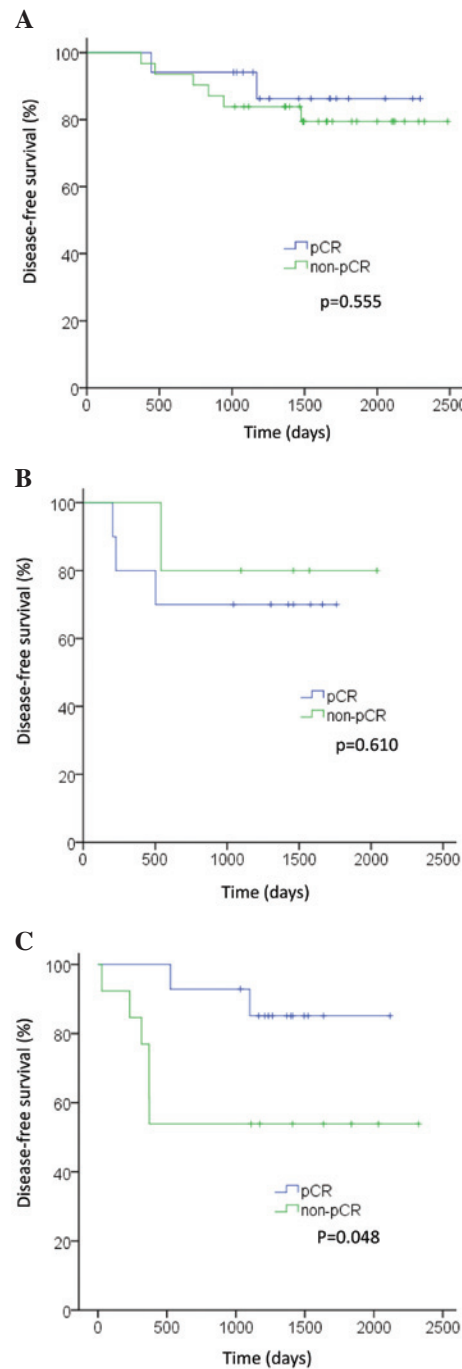 A
Disease-free survival (%)
100
80
60
40
20
0
pCR
non-pCR
p=0.555
0 500 1000 1500 2000 2500
Time (days)
B
Disease-free survival (%)
100
80
60
40
20
0
pCR
non-pCR
p=0.610
0 500 1000 1500 2000 2500
Time (days)
C
Disease-free survival (%)
100
80
60
40
20
0
pCR
non-pCR
P=0.048
0 500 1000 1500 2000 2500
Time (days)